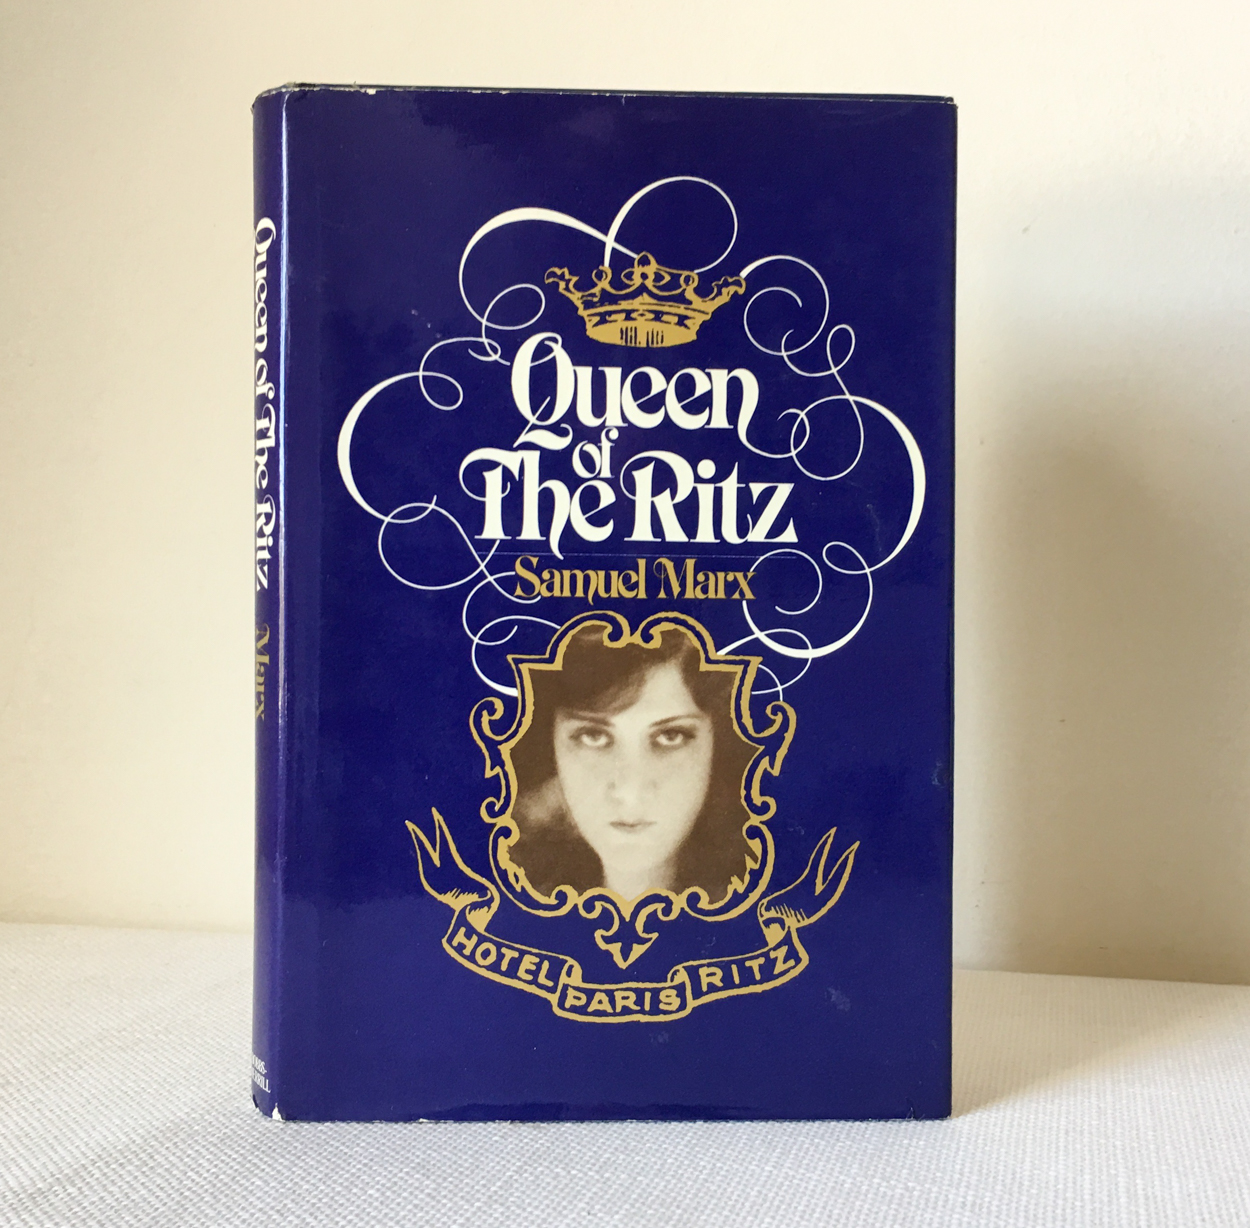 Queen
of
The Ritz
Samuel Marx
HOTEL PARIS RITZ
Queen of The Ritz Marx